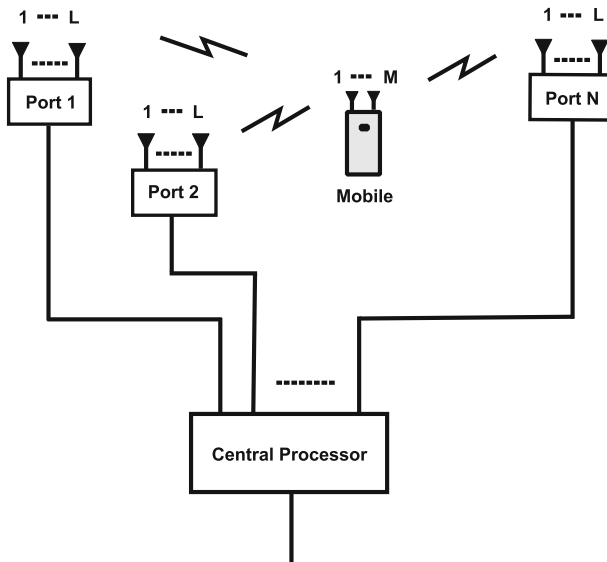 1 --- L
Port 1
1 --- L
Port 2
1 --- M
Mobile
1 --- L
Port N
Central Processor